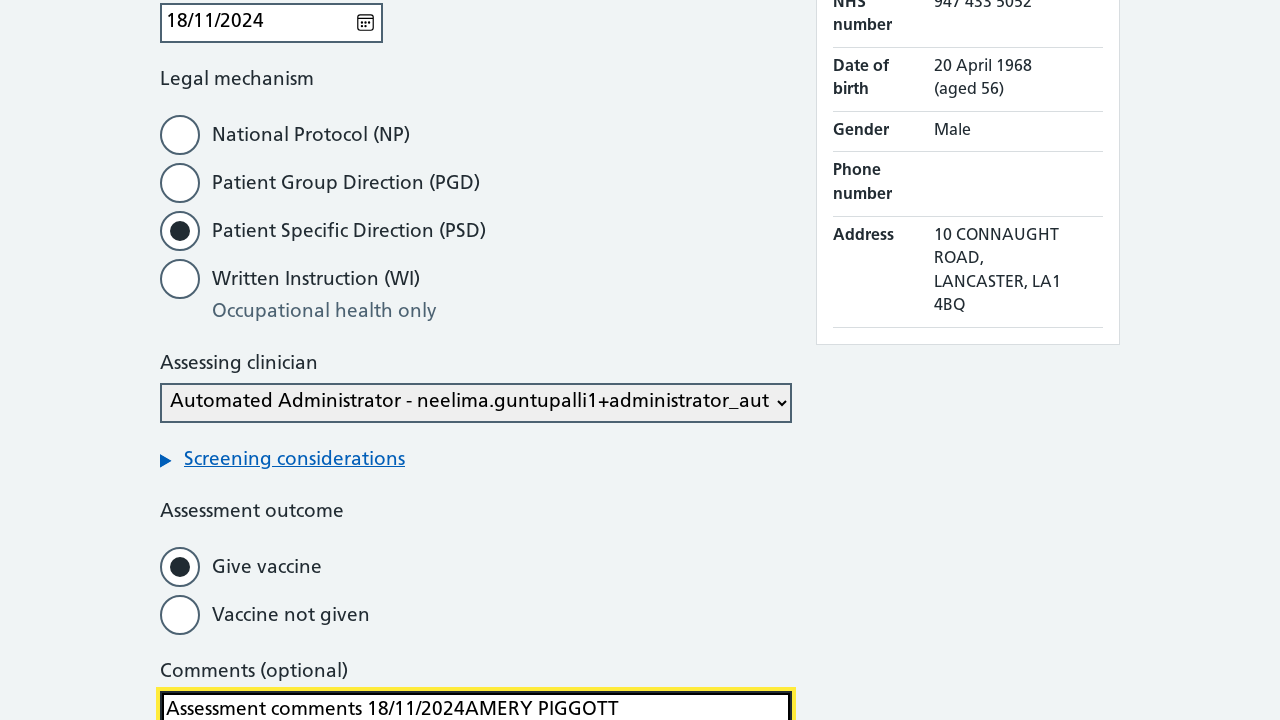 18/11/2024
Legal mechanism
National Protocol (NP)
Patient Group Direction (PGD)
Patient Specific Direction (PSD)
Written Instruction (WI)
Occupational health only
Assessing clinician
Automated Administrator - neelima.guntupalli1+administrator_aut
Screening considerations
Assessment outcome
Give vaccine
Vaccine not given
Comments (optional)
Assessment comments 18/11/2024AMERY PIGGOTT
NHS 947 433 5052
number
Date of 20 April 1968
birth (aged 56)
Gender Male
Phone
number
Address 10 CONNAUGHT
ROAD,
LANCASTER, LA1
4BQ